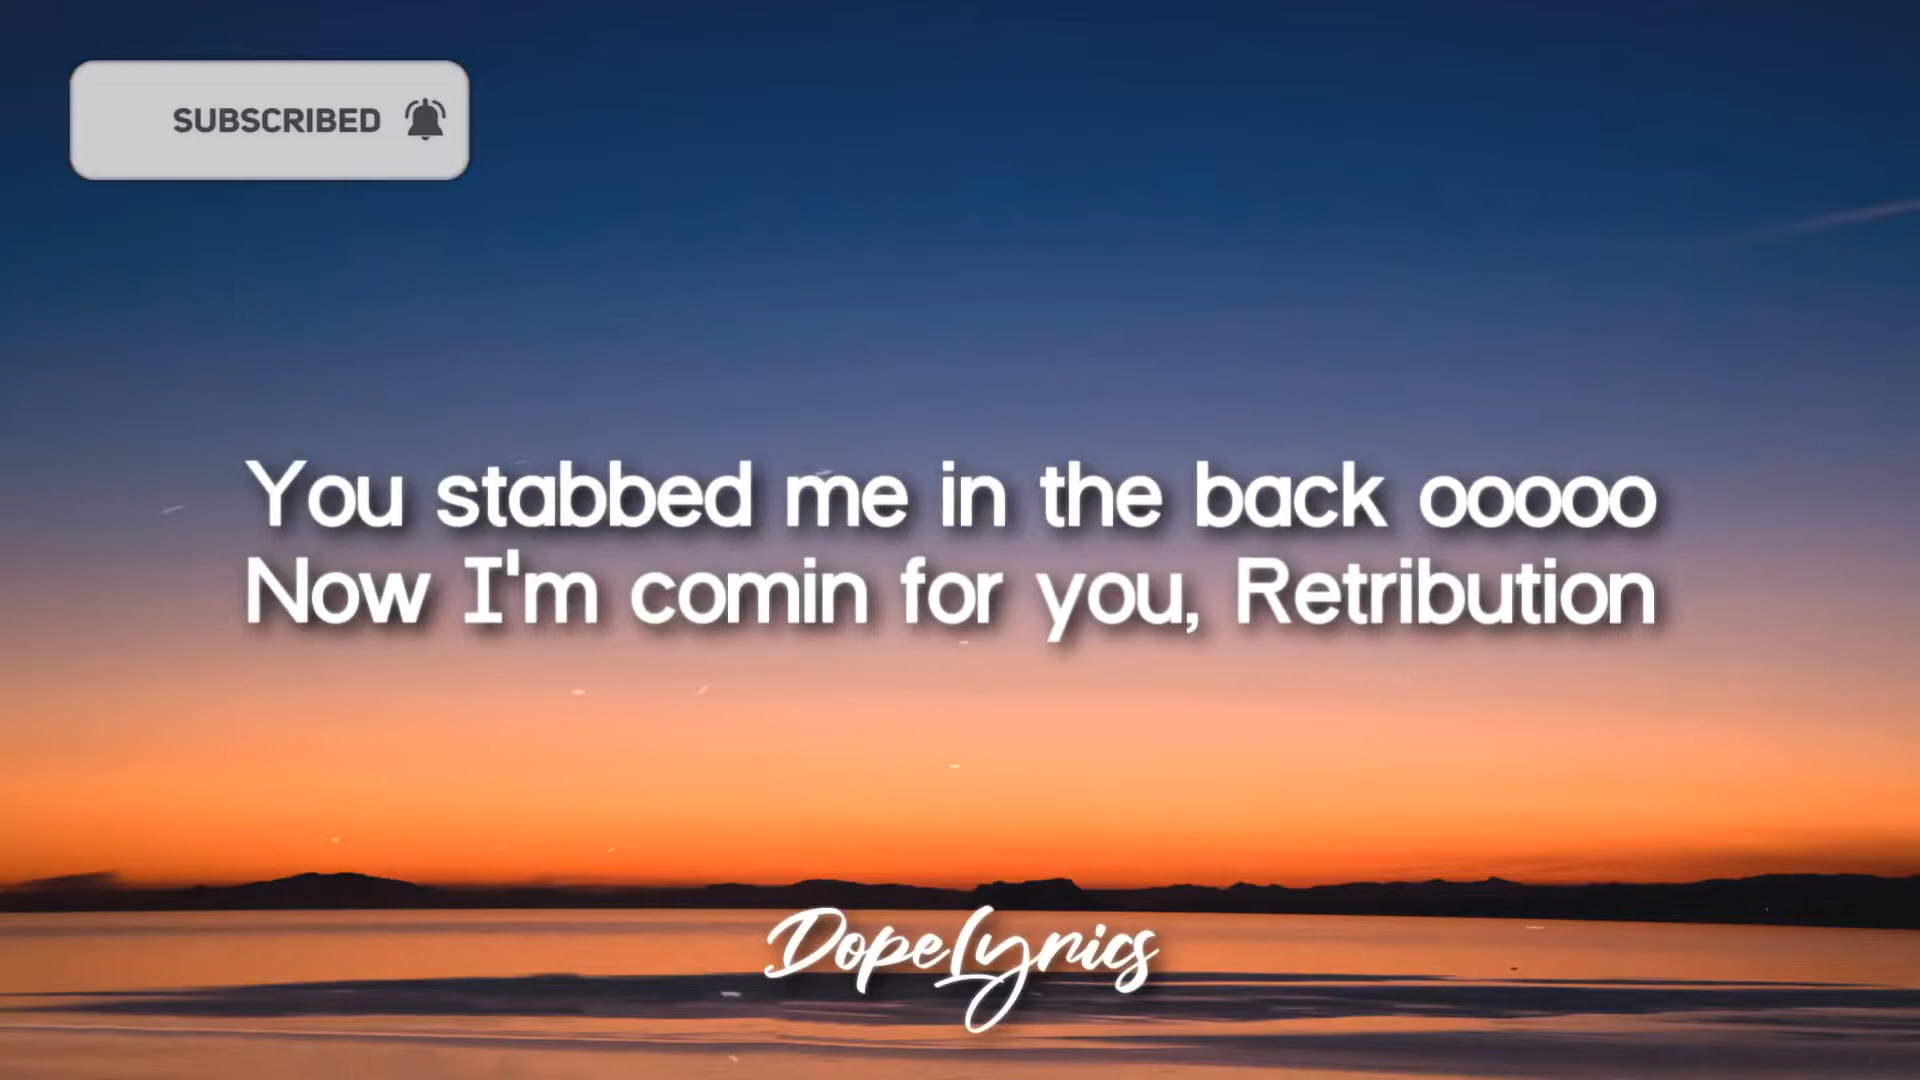 SUBSCRIBED
You stabbed me in the back ooooo
Now I'm comin for you, Retribution
DopeLyrics